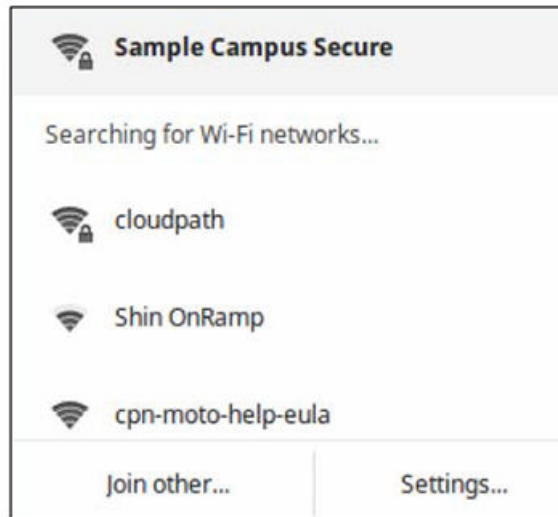 Sample Campus Secure
Searching for Wi-Fi networks...
cloudpath
Shin OnRamp
cpn-moto-help-eula
Join other...
Settings...